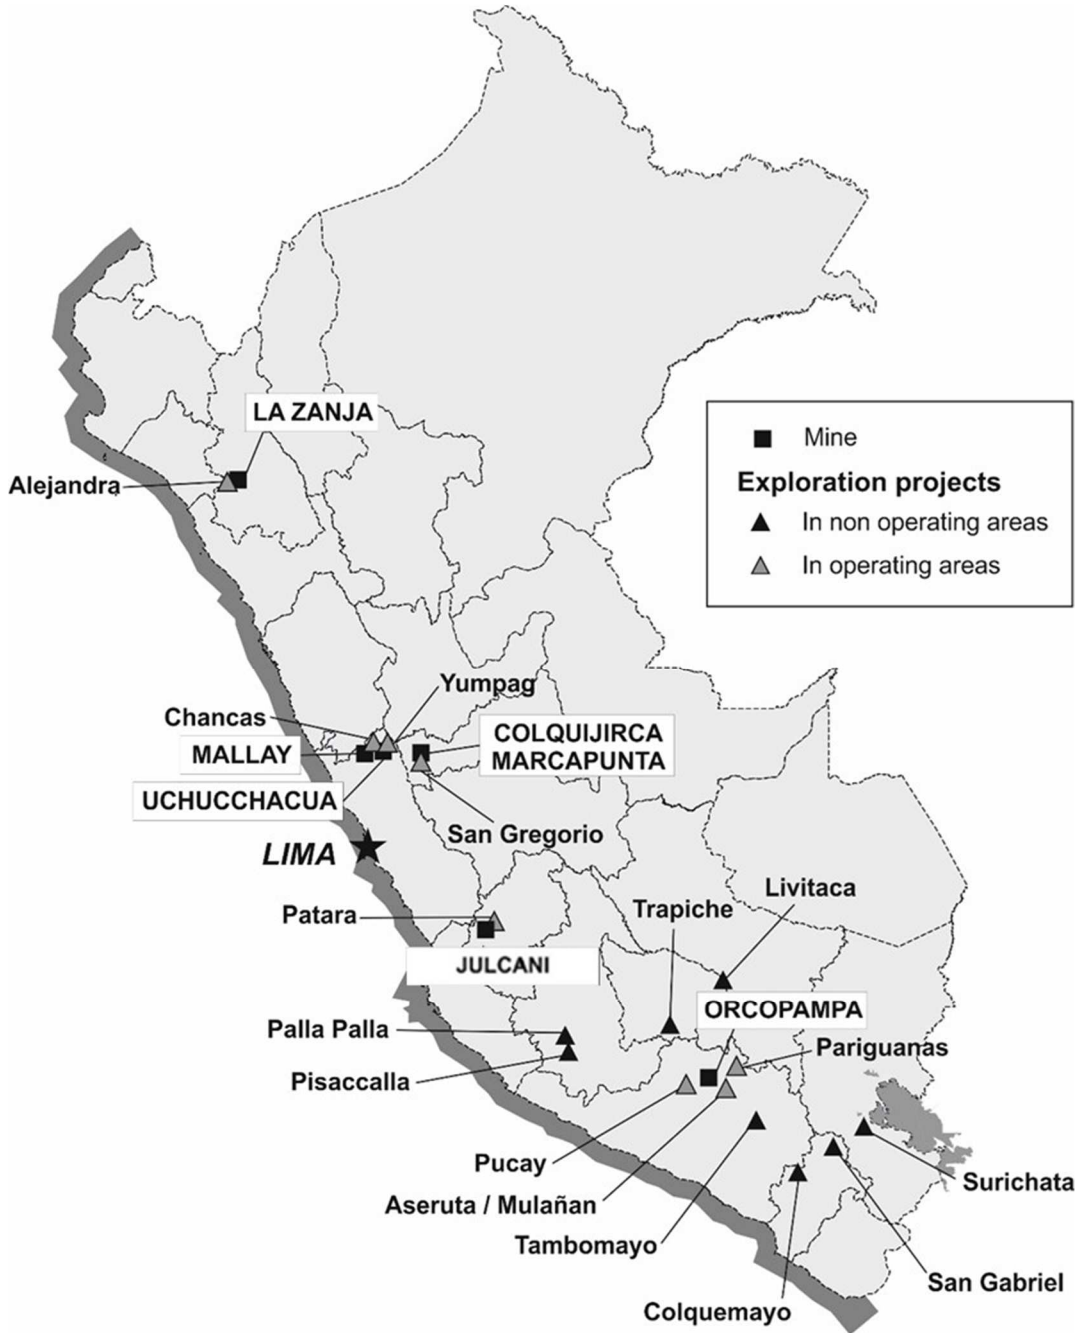 LA ZANJA
Alejandra
Mine
Exploration projects
In non operating areas
In operating areas
Yumpag
Chancas
MALLAY
COLQUIJIRCA
MARCAPUNTA
UCHUCCHACUA
San Gregorio
LIMA
Livitaca
Trapiche
Patara
JULCANI
ORCOPAMPA
Palla Palla
Pariguanas
Pisaccalla
Pucay
Surichata
Aseruta / Mulañan
Tambomayo
San Gabriel
Colquemayo